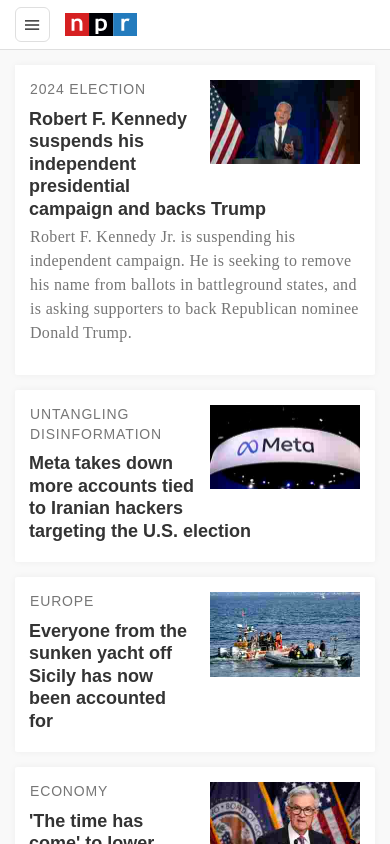 npr
2024 ELECTION
Robert F. Kennedy
suspends his
independent
presidential
campaign and backs Trump
Robert F. Kennedy Jr. is suspending his
independent campaign. He is seeking to remove
his name from ballots in battleground states, and
is asking supporters to back Republican nominee
Donald Trump.
UNTANGLING
DISINFORMATION
Meta
Meta takes down
more accounts tied
to Iranian hackers
targeting the U.S. election
EUROPE
Everyone from the
sunken yacht off
Sicily has now
been accounted
for
ECONOMY
'The time has
come' to lower